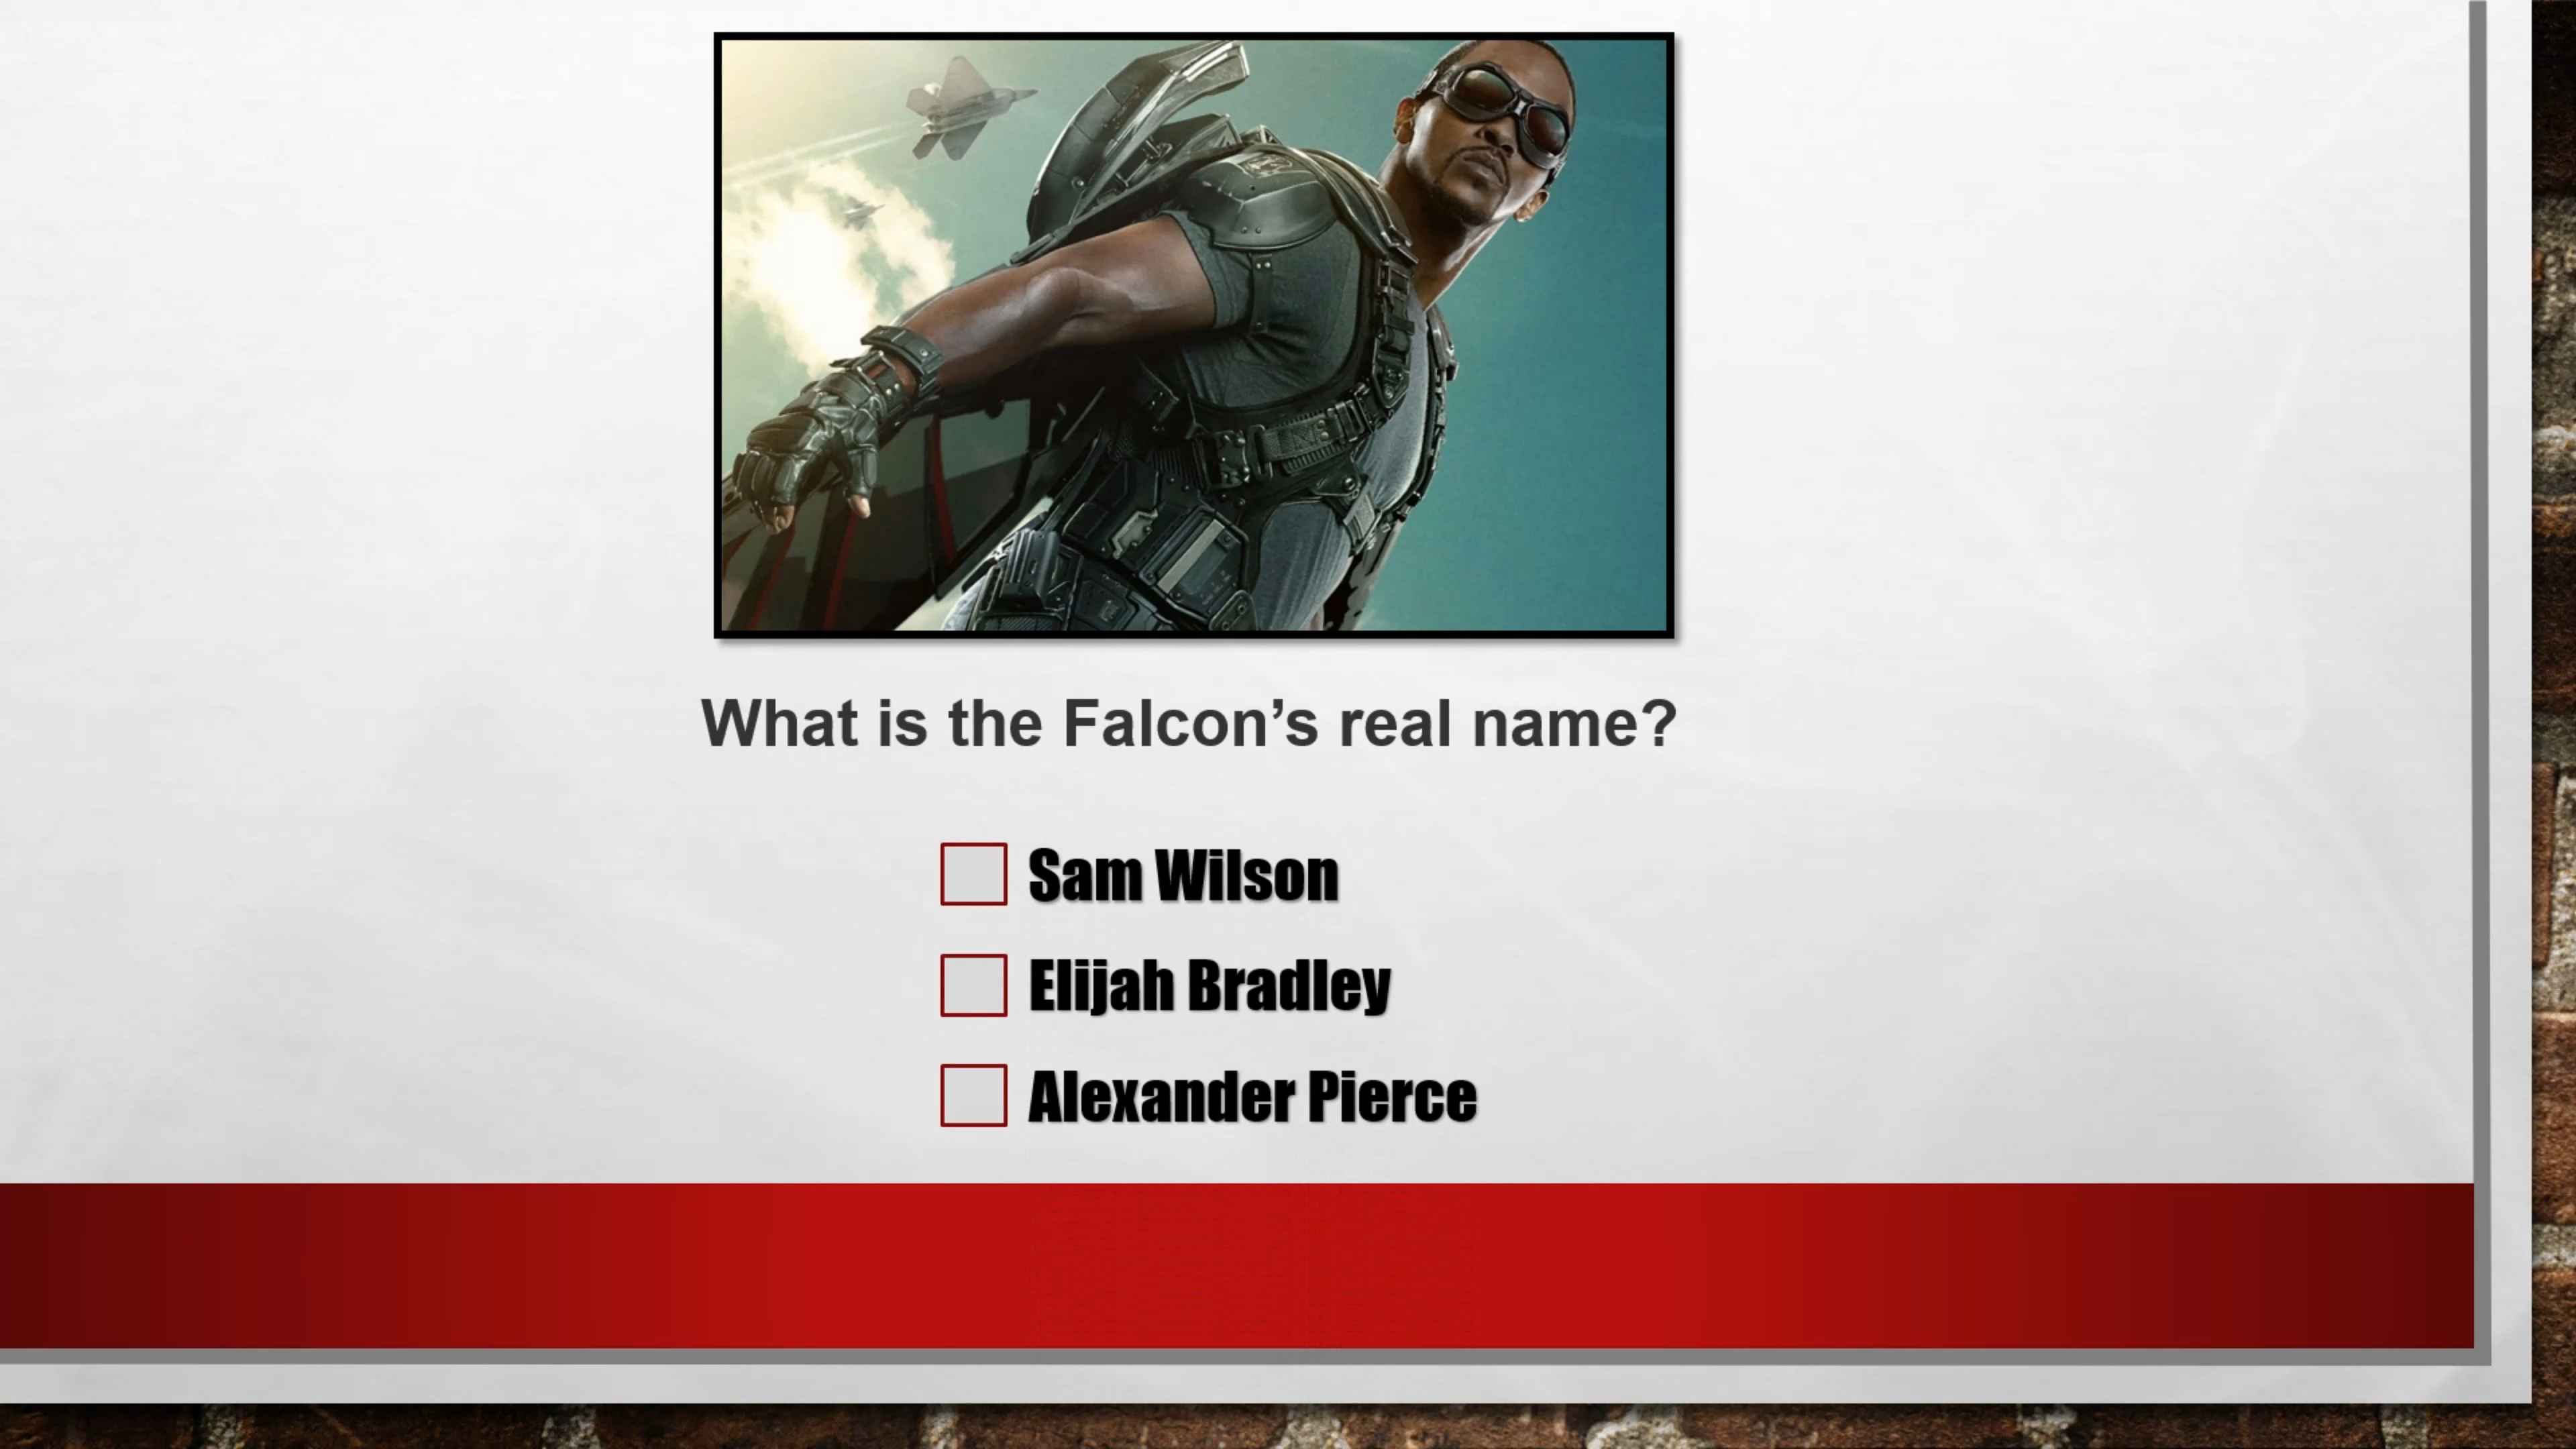 What is the Falcon’s real name?
Sam Wilson
Elijah Bradley
Alexander Pierce